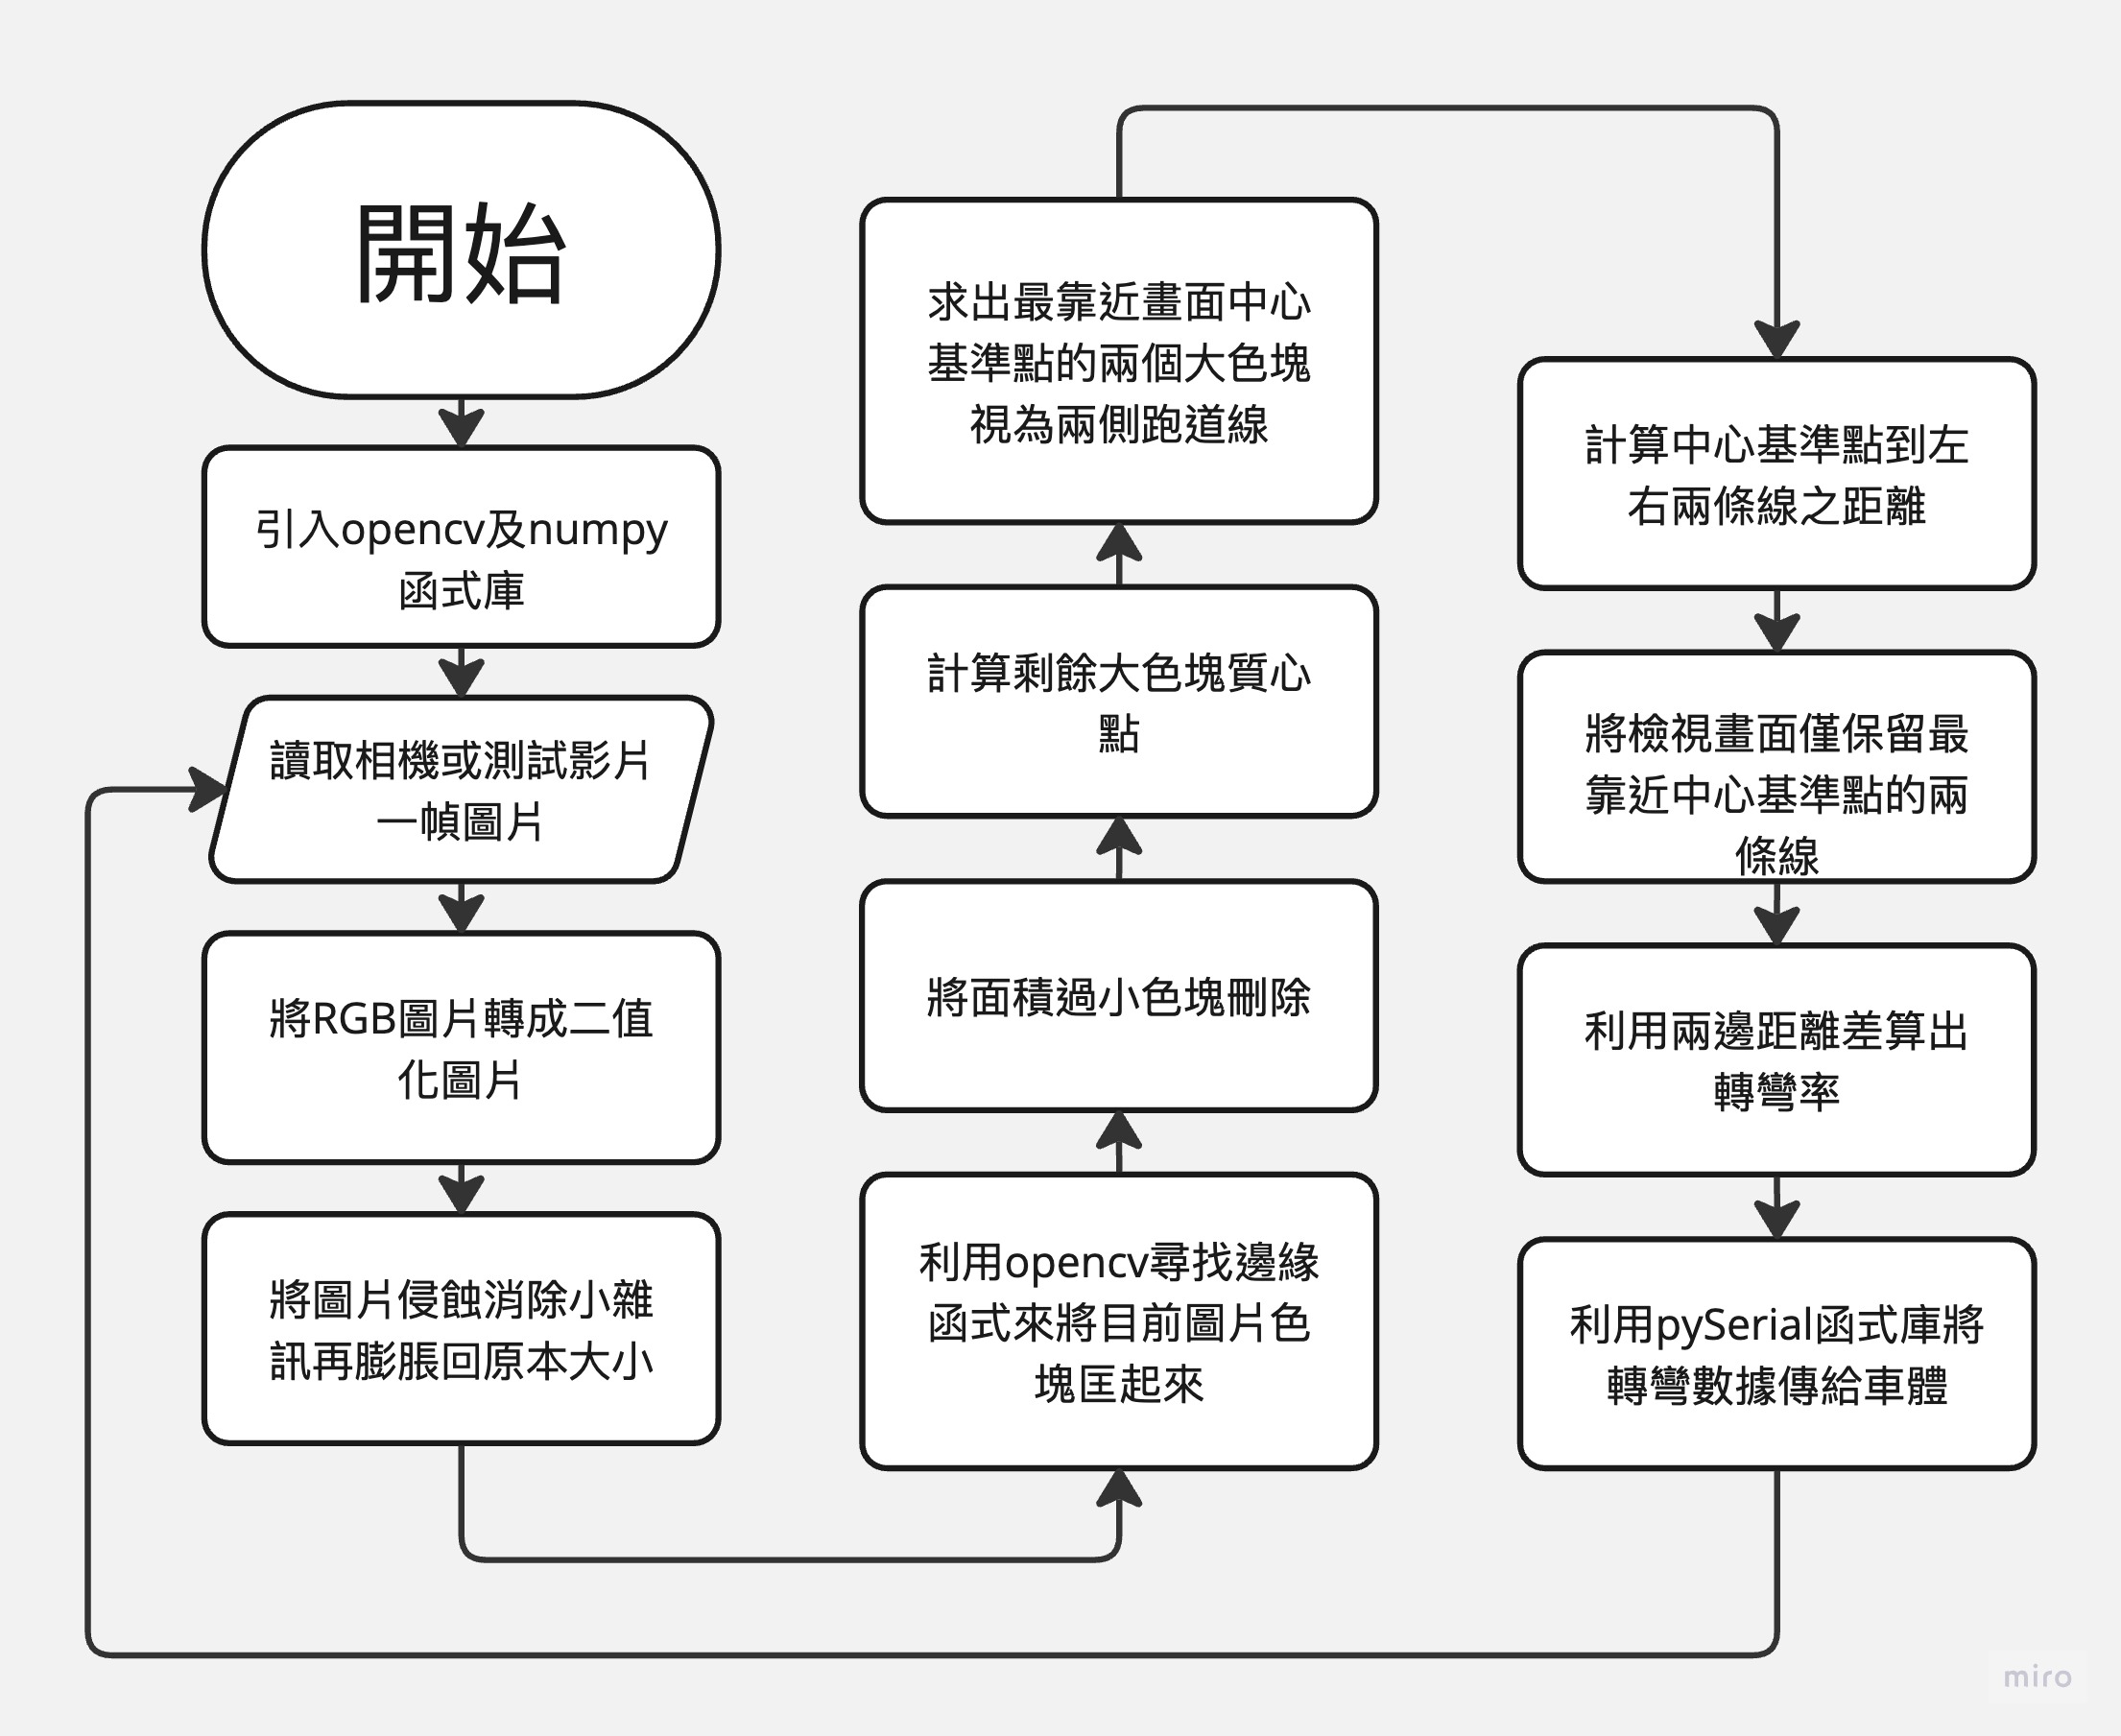 開始
引入opencv及numpy
函式庫
讀取相機或測試影片
一幀圖片
將RGB圖片轉成二值
化圖片
將圖片侵蝕消除小雜
訊再膨脹回原本大小
利用opencv尋找邊緣
函式來將目前圖片色
塊匡起來
將面積過小色塊刪除
計算剩餘大色塊質心
點
求出最靠近畫面中心
基準點的兩個大色塊
視為兩側跑道線
計算中心基準點到左
右兩條線之距離
將檢視畫面僅保留最
靠近中心基準點的兩
條線
利用兩邊距離差算出
轉彎率
利用pySerial函式庫將
轉彎數據傳給車體
miro